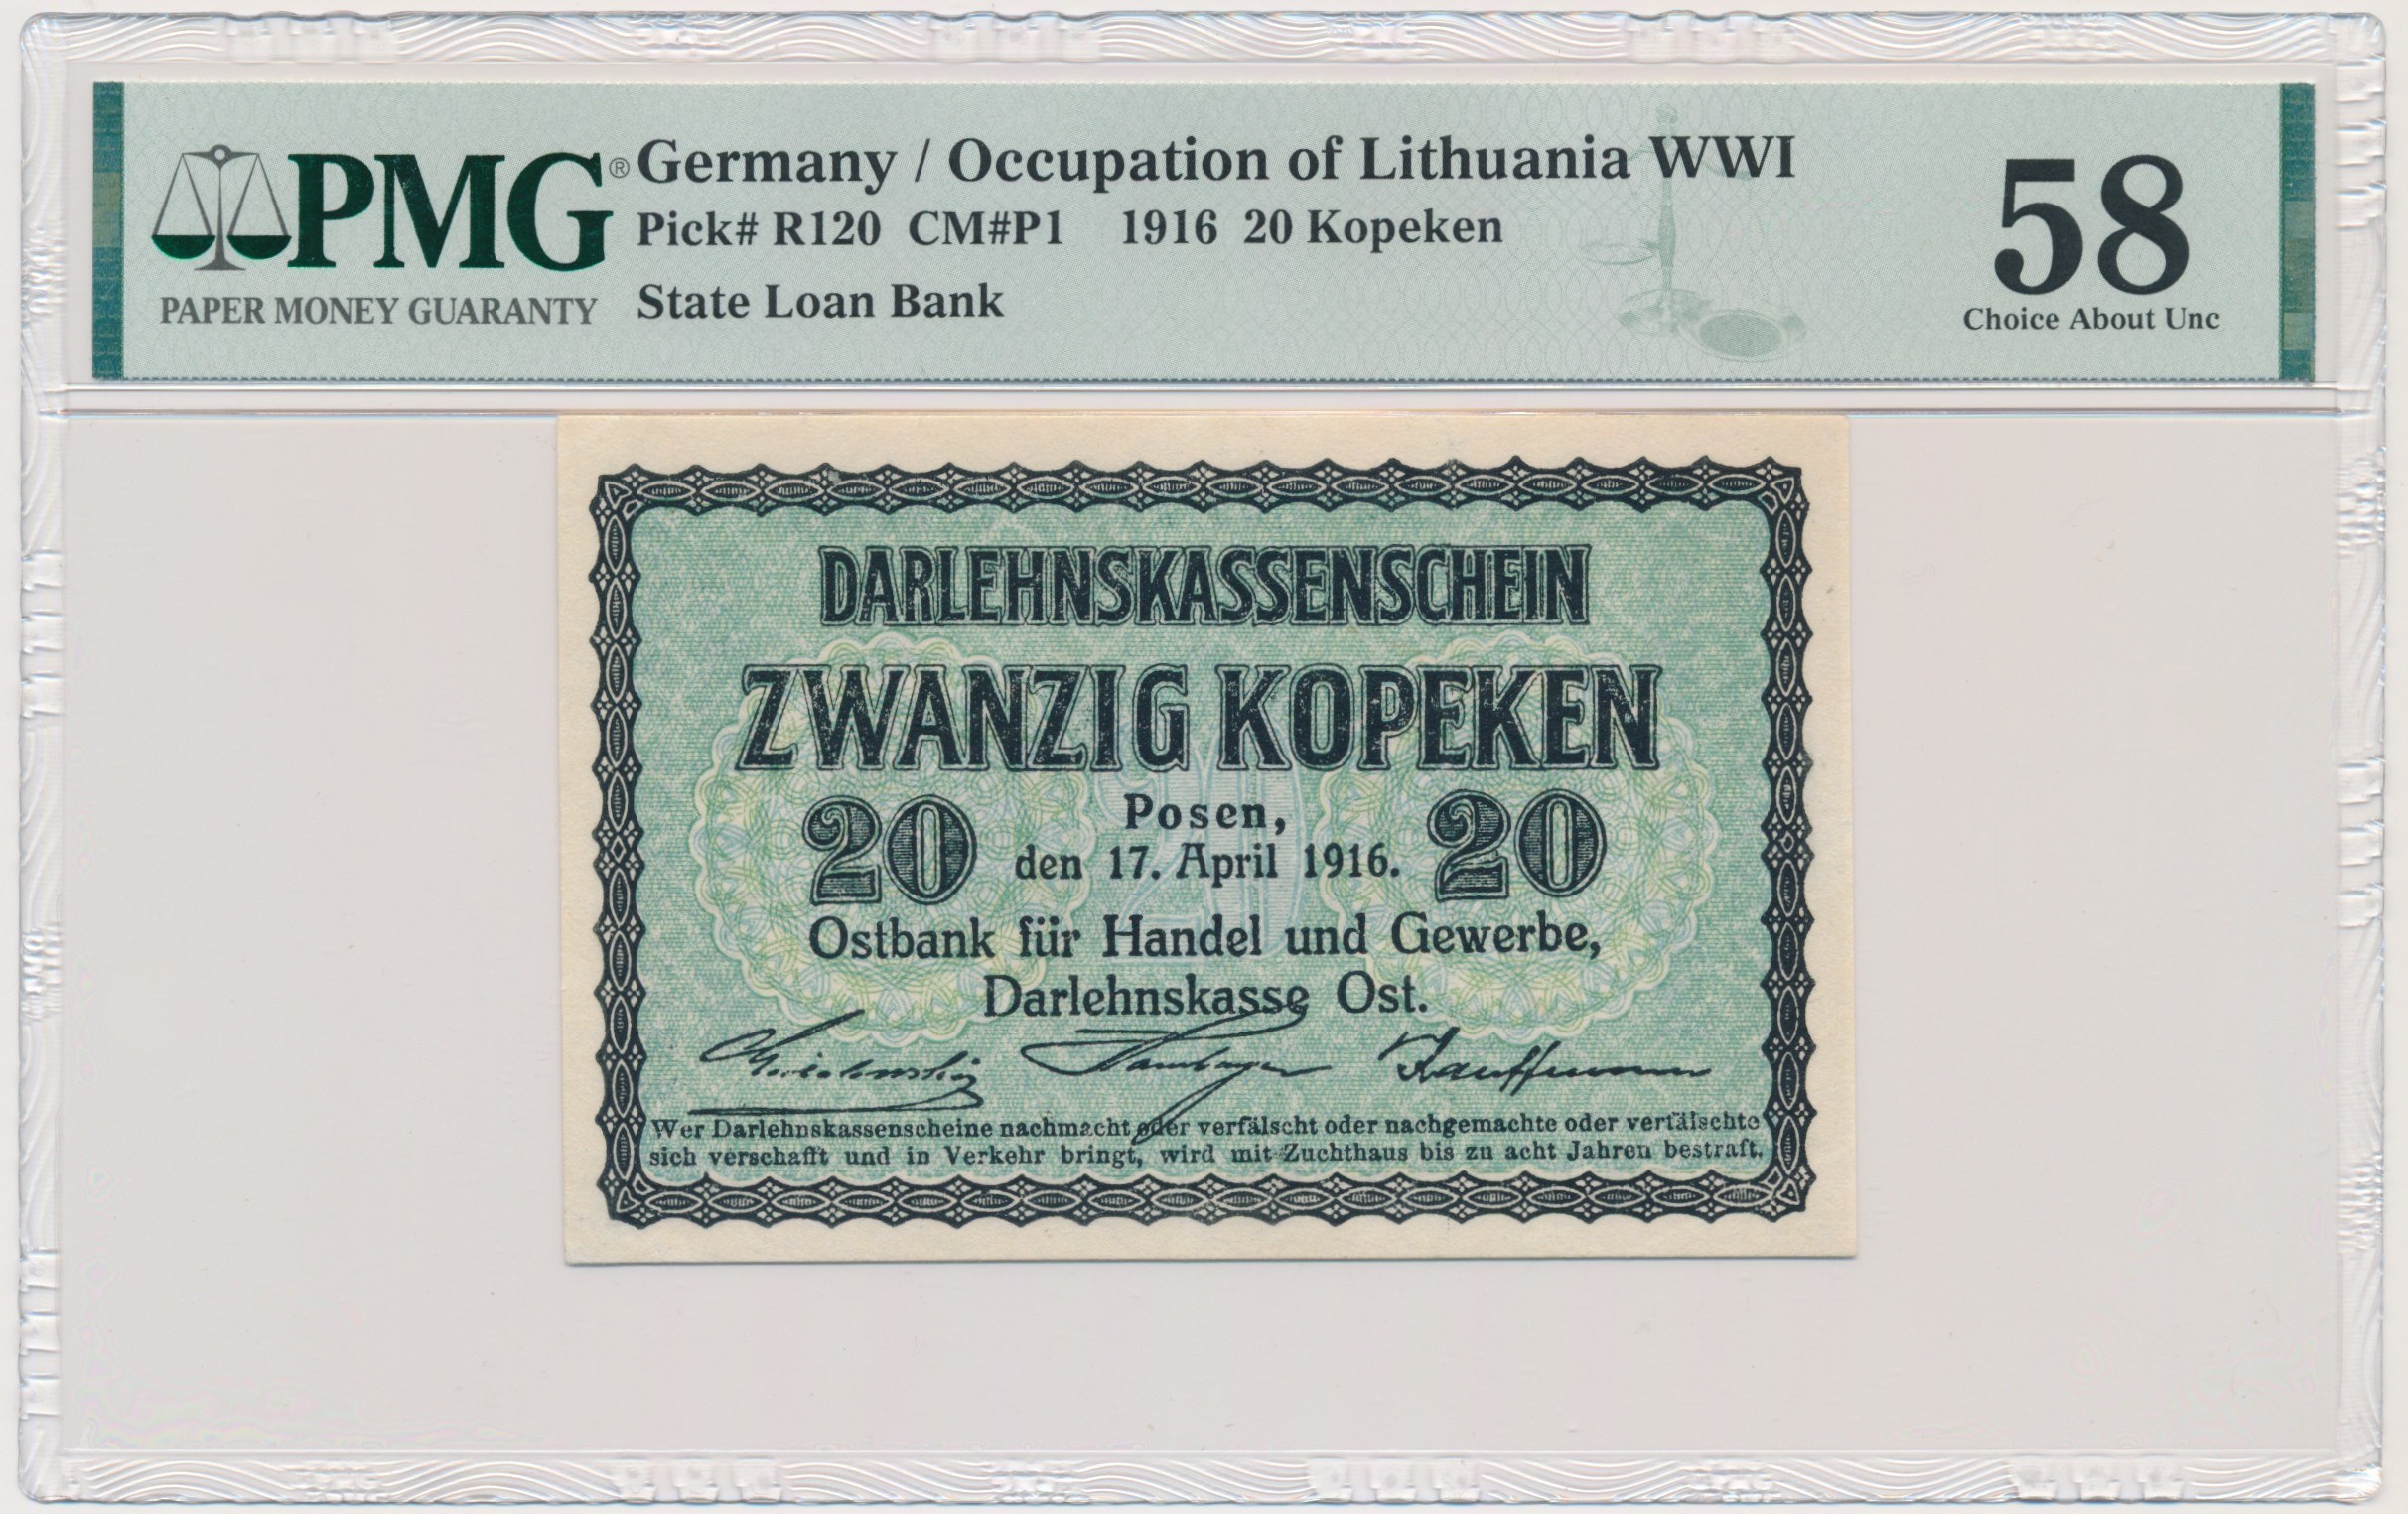 PMG®
PAPER MONEY GUARANTY
Germany / Occupation of Lithuania WWI
Pick# R120 CM#P1 1916 20 Kopeken
State Loan Bank
58
Choice About Unc
DARLEHNSKASSENSCHEIN
ZWANZIG KOPEKEN
20 Posen, 20
den 17. April 1916.
Ostbank für Handel und Gewerbe,
Darlehnskasse Ost.
Kauffmann
Wer Darlehnskassenscheine nachmacht oder verfälscht oder nachgemachte oder verfälschte
sich verschafft und in Verkehr bringt, wird mit Zuchthaus bis zu acht Jahren bestraft.